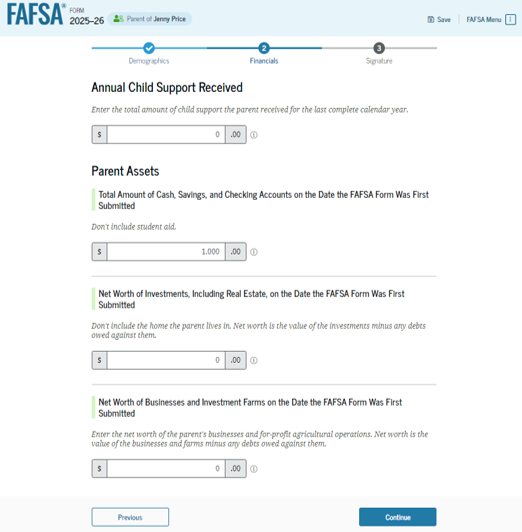 FAFSA® FORM
2025–26
Parent of Jenny Price
Save
FAFSA Menu
2
3
Demographics
Financials
Signature
Annual Child Support Received
Enter the total amount of child support the parent received for the last complete calendar year.
$ 0 .00
Parent Assets
Total Amount of Cash, Savings, and Checking Accounts on the Date the FAFSA Form Was First
Submitted
Don't include student aid.
$ 1,000 .00
Net Worth of Investments, Including Real Estate, on the Date the FAFSA Form Was First
Submitted
Don't include the home the parent lives in. Net worth is the value of the investments minus any debts
owed against them.
$ 0 .00
Net Worth of Businesses and Investment Farms on the Date the FAFSA Form Was First
Submitted
Enter the net worth of the parent's businesses and for-profit agricultural operations. Net worth is the
value of the businesses and farms minus any debts owed against them.
$ 0 .00
Previous
Continue